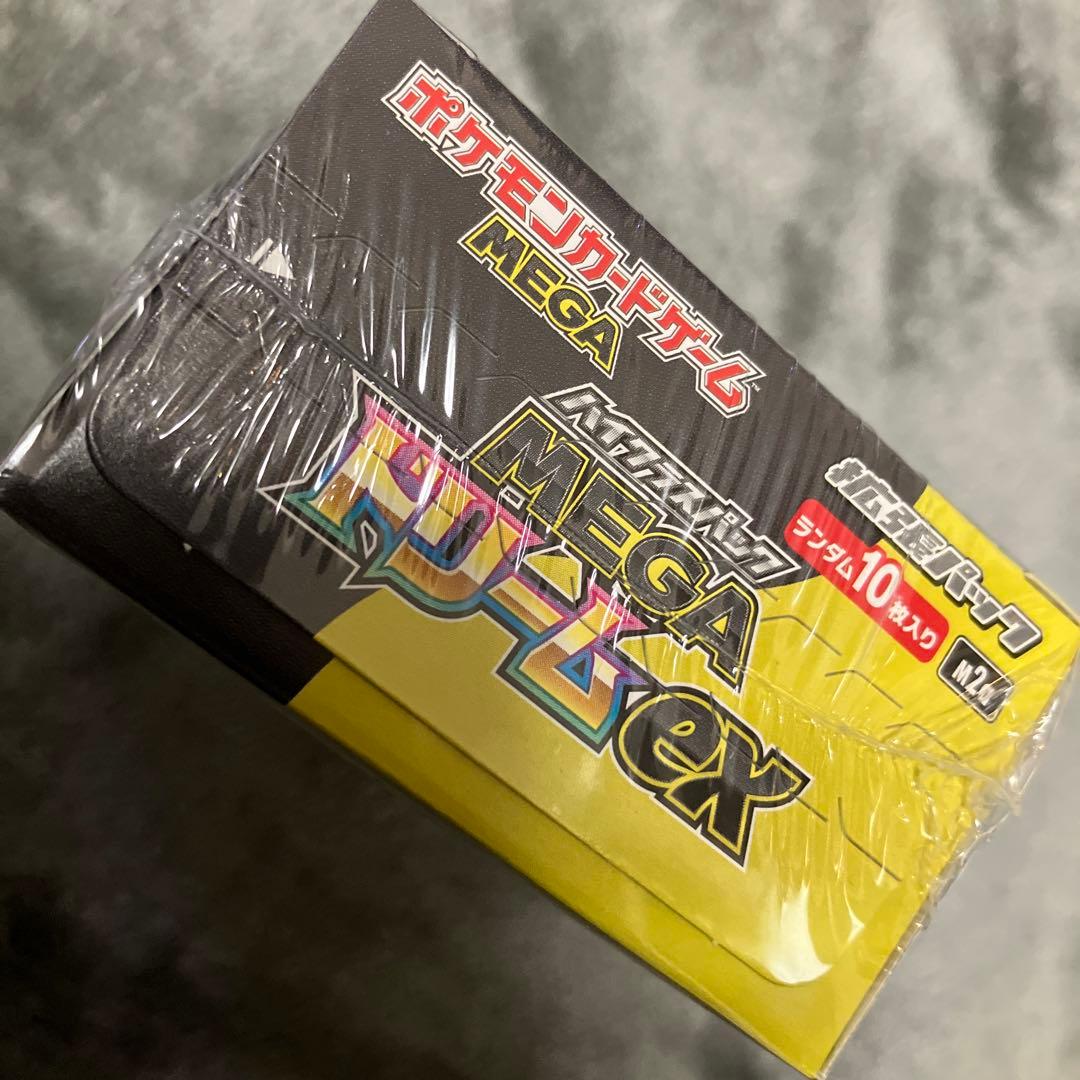 ポケモンカードゲーム™
MEGA
ハイクラスパック
MEGA
ドリームex
拡張パック
ランダム10枚入り